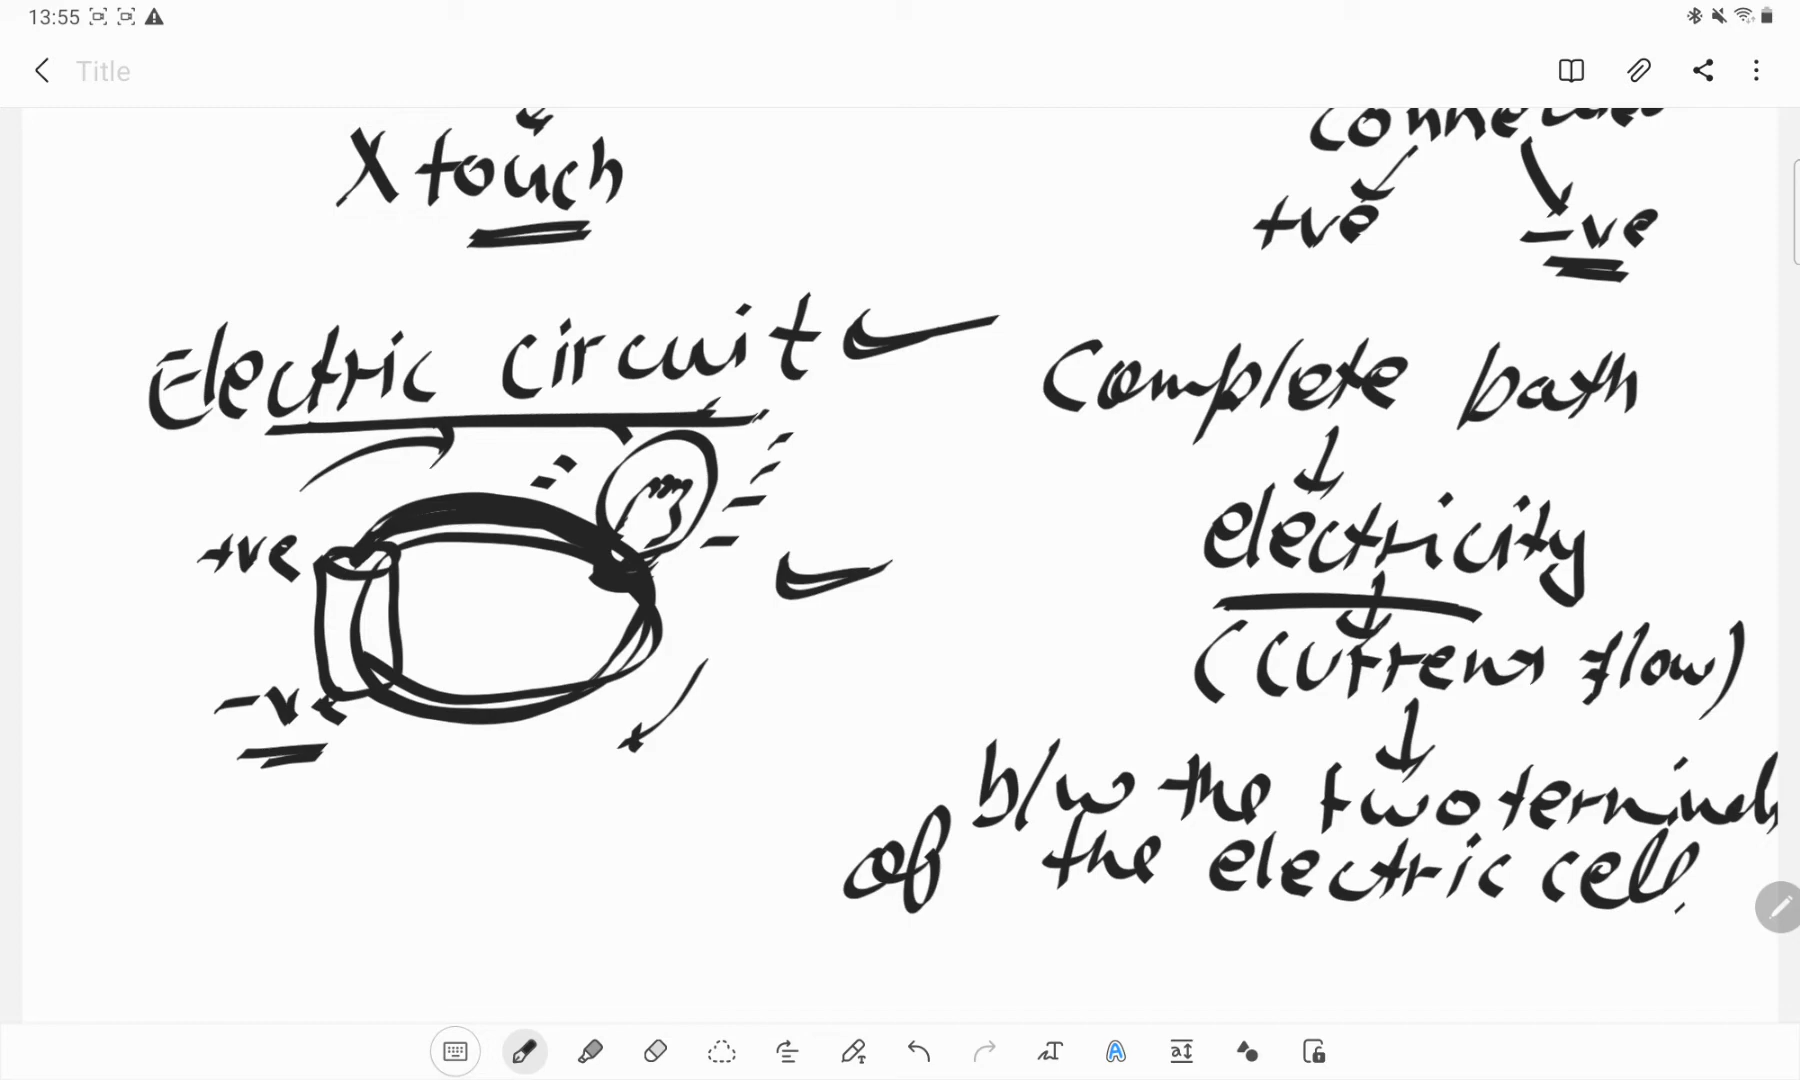 13:55
Title
X touch
connected
+ve
-ve
Electric circuit
Complete path
electricity
(current flow)
b/w the two terminals
of the electric cell.
+ve
-ve